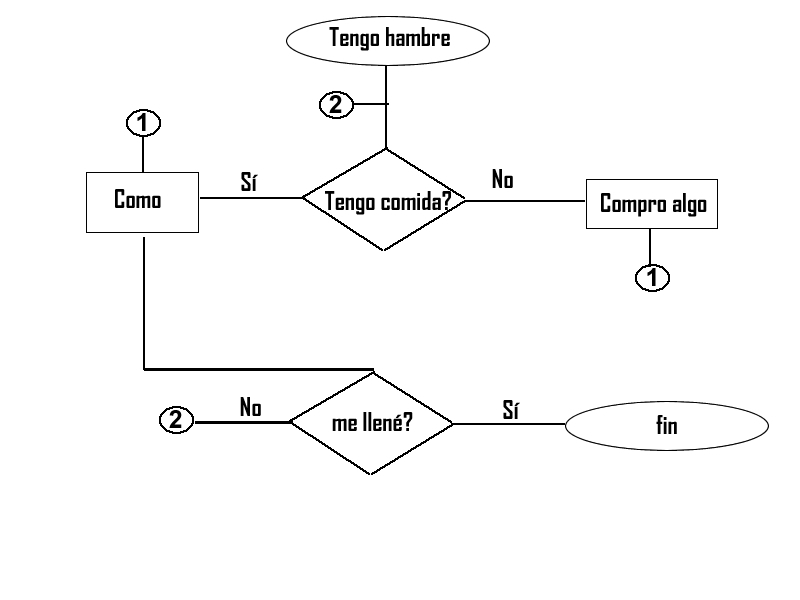 Tengo hambre
2
1
Sí
No
Como
Tengo comida?
Compro algo
1
No
Sí
2
me llené?
fin